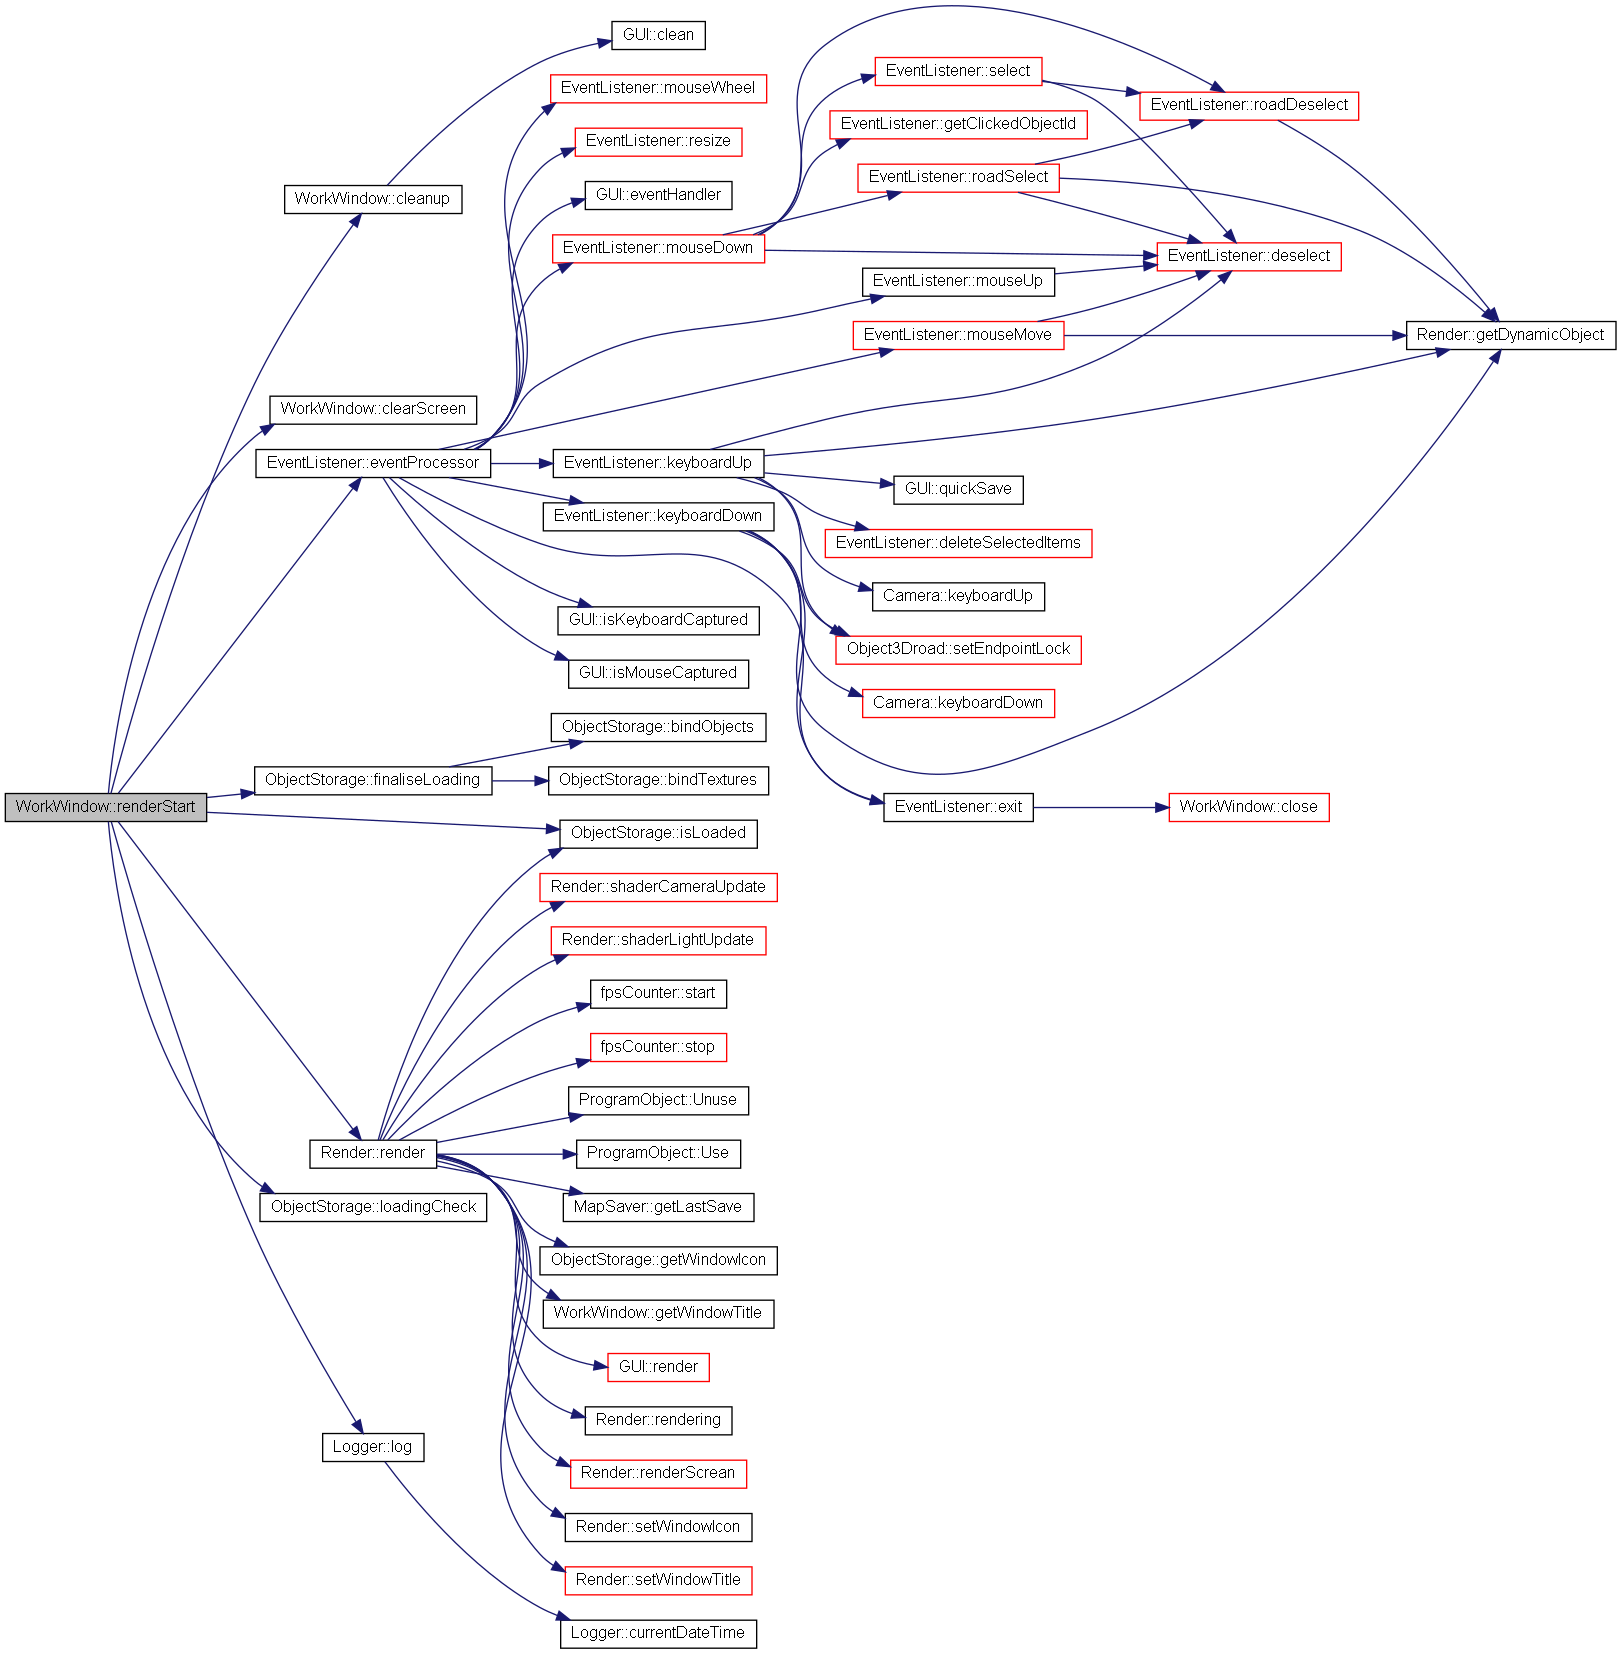 GUI::clean
EventListener::mouseWheel
EventListener::resize
GUI::eventHandler
EventListener::mouseDown
EventListener::select
EventListener::getClickedObjectId
EventListener::roadSelect
EventListener::mouseUp
EventListener::mouseMove
EventListener::roadDeselect
EventListener::deselect
Render::getDynamicObject
WorkWindow::cleanup
WorkWindow::clearScreen
EventListener::eventProcessor
EventListener::keyboardUp
EventListener::keyboardDown
GUI::quickSave
EventListener::deleteSelectedItems
Camera::keyboardUp
Object3Droad::setEndpointLock
Camera::keyboardDown
GUI::isKeyboardCaptured
GUI::isMouseCaptured
EventListener::exit
WorkWindow::close
WorkWindow::renderStart
ObjectStorage::finaliseLoading
ObjectStorage::bindObjects
ObjectStorage::bindTextures
ObjectStorage::isLoaded
Render::shaderCameraUpdate
Render::shaderLightUpdate
fpsCounter::start
fpsCounter::stop
ProgramObject::Unuse
Render::render
ProgramObject::Use
ObjectStorage::loadingCheck
MapSaver::getLastSave
ObjectStorage::getWindowIcon
WorkWindow::getWindowTitle
GUI::render
Render::rendering
Logger::log
Render::renderScrean
Render::setWindowIcon
Render::setWindowTitle
Logger::currentDateTime